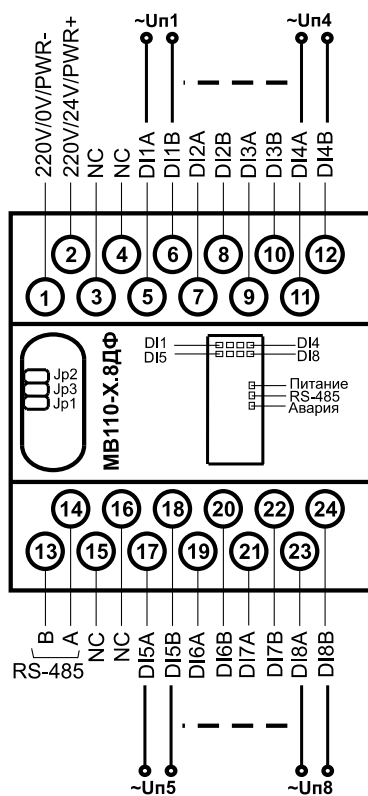 ~Uп1 ~Uп4
220V/0V/PWR-
220V/24V/PWR+
NC
NC
DI1A
DI1B
DI2A
DI2B
DI3A
DI3B
DI4A
DI4B
2 4 6 8 10 12
1 3 5 7 9 11
Jp2
Jp3
Jp1
МВ110-Х.8ДФ
DI1 DI4
DI5 DI8
Питание
RS-485
Авария
14 16 18 20 22 24
13 15 17 19 21 23
B
A
RS-485
NC
NC
DI5A
DI5B
DI6A
DI6B
DI7A
DI7B
DI8A
DI8B
~Uп5 ~Uп8